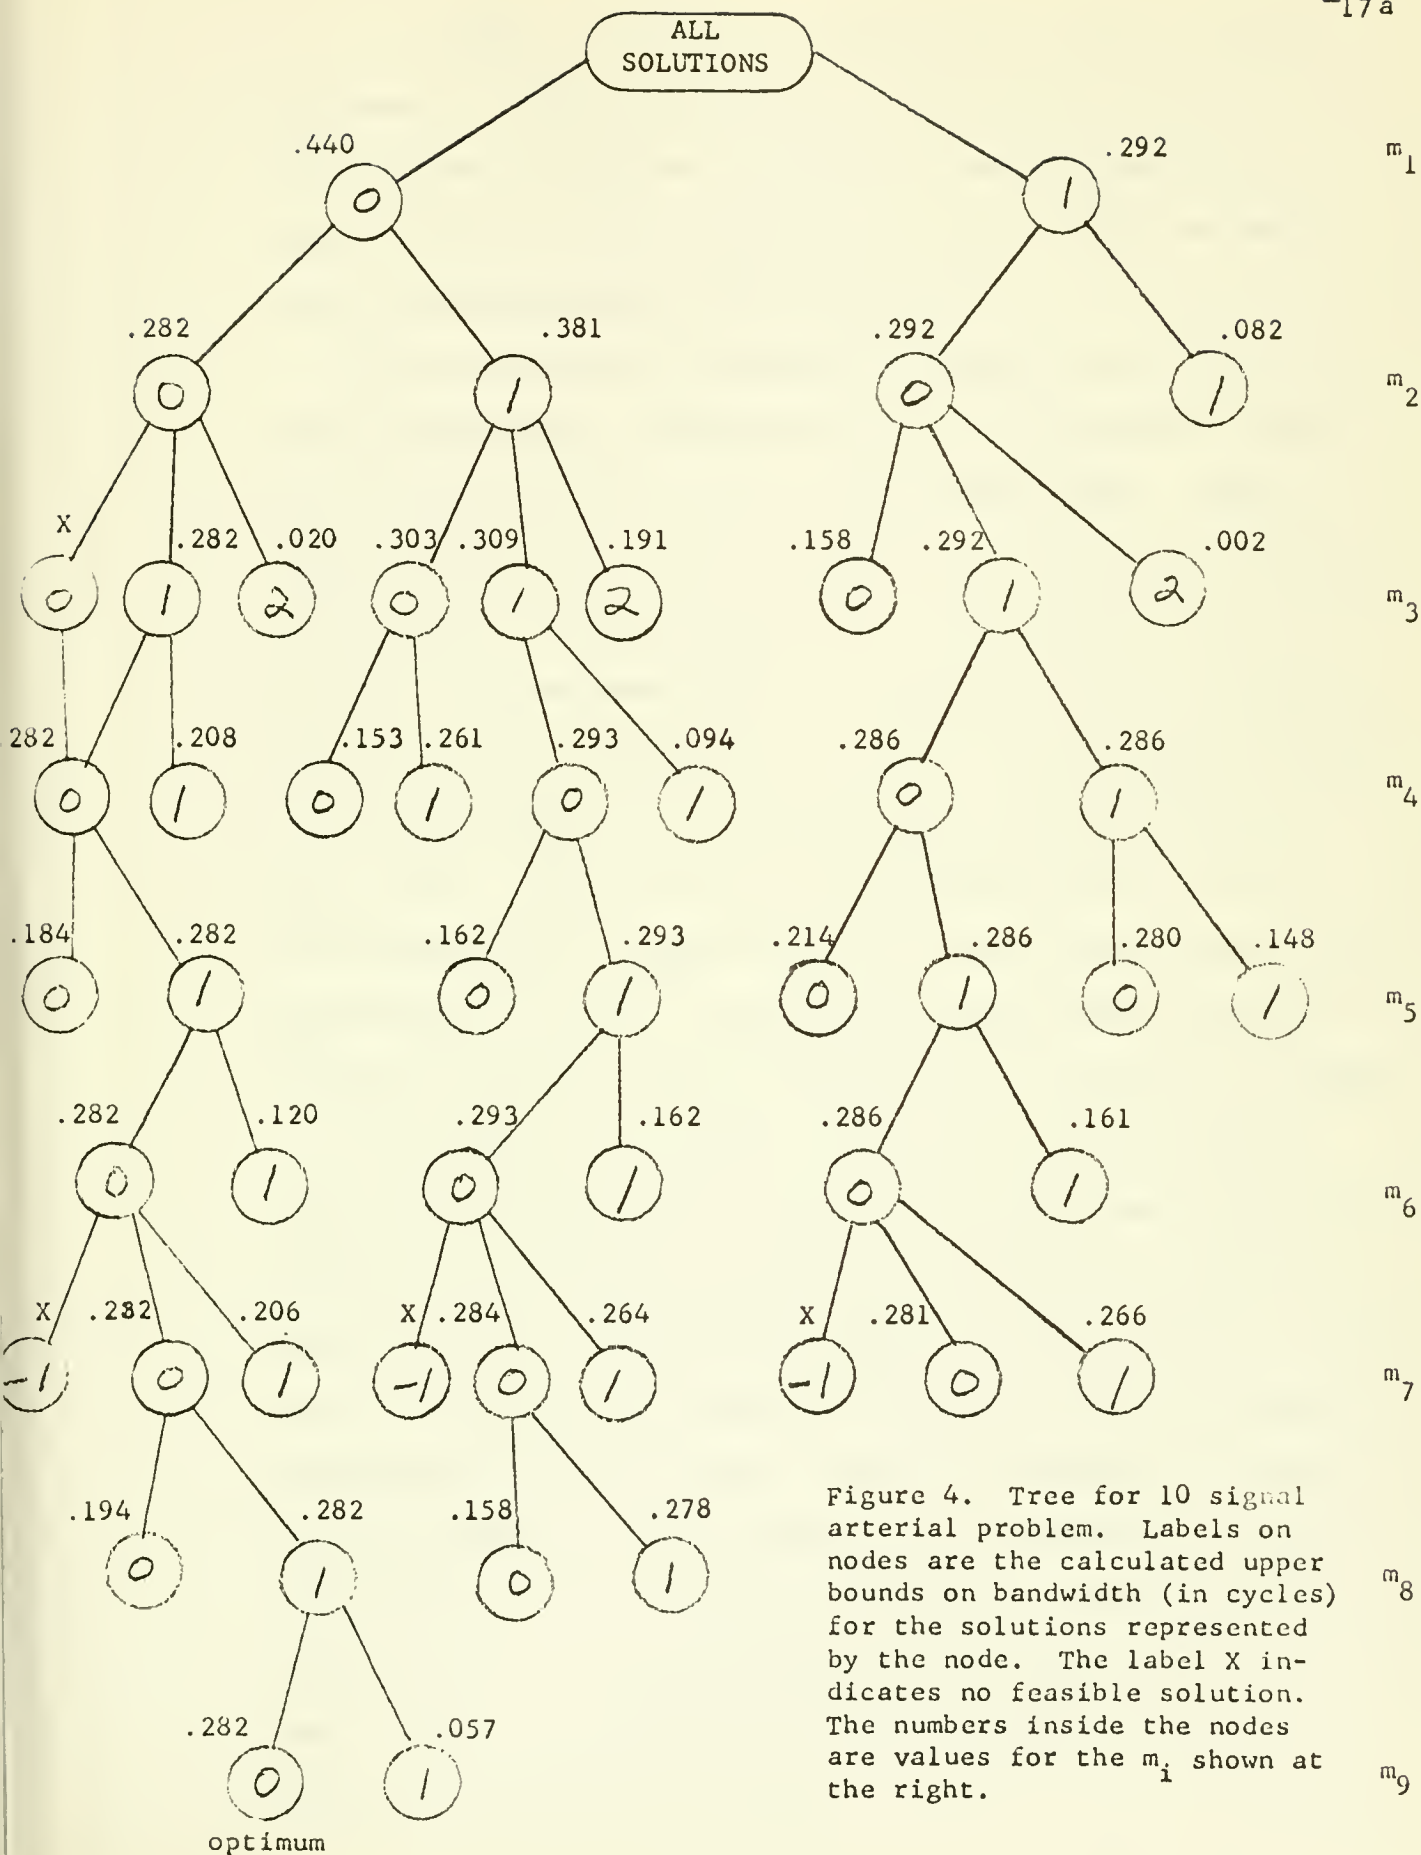 -17a
ALL
SOLUTIONS
.440 .292 m1
0 1
.282 .381 .292 .082
0 1 0 1 m2
X .282 .020 .303 .309 .191 .158 .292 .002
0 1 2 0 1 2 0 1 2 m3
282 .208 .153 .261 .293 .094 .286 .286
0 1 0 1 0 1 0 1 m4
.184 .282 .162 .293 .214 .286 .280 .148
0 1 0 1 0 1 0 1 m5
.282 .120 .293 .162 .286 .161
0 1 0 1 0 1 m6
X .282 .206 X .284 .264 X .281 .266
-1 0 1 -1 0 1 -1 0 1 m7
.194 .282 .158 .278
0 1 0 1 m8
.282 .057
0 1 m9
optimum
Figure 4. Tree for 10 signal
arterial problem. Labels on
nodes are the calculated upper
bounds on bandwidth (in cycles)
for the solutions represented
by the node. The label X in-
dicates no feasible solution.
The numbers inside the nodes
are values for the mi shown at
the right.